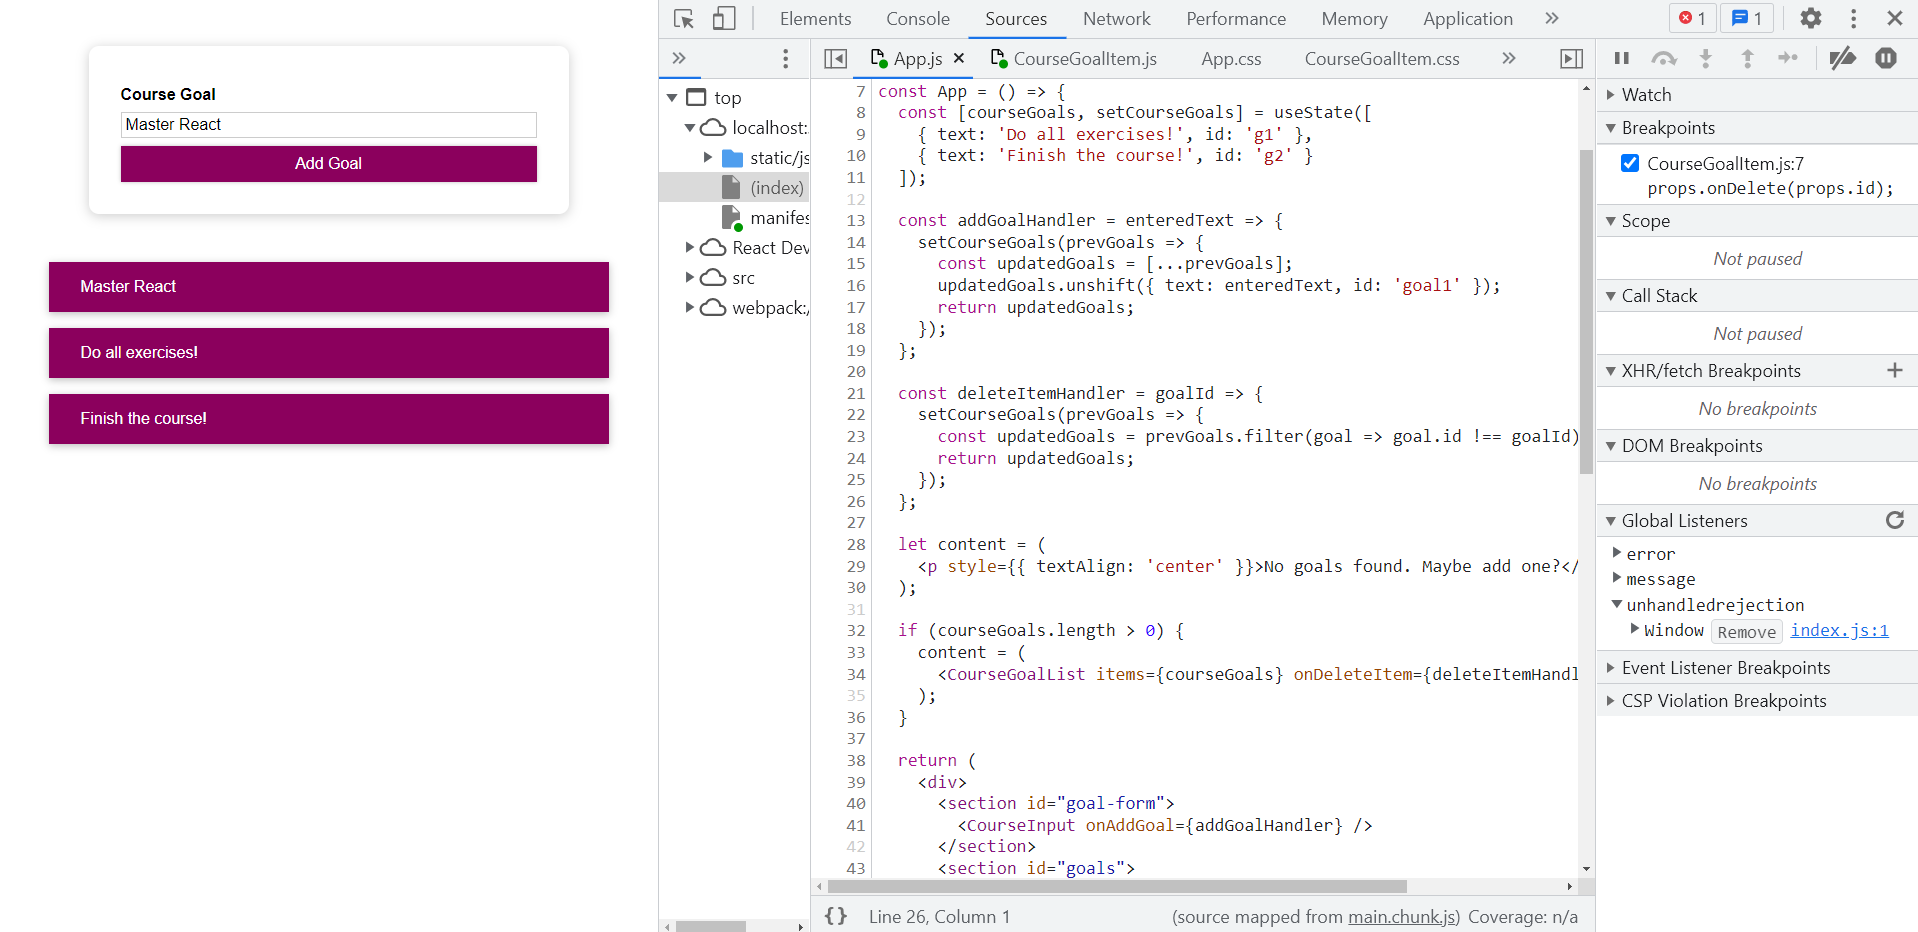 Course Goal
Master React
Add Goal
Master React
Do all exercises!
Finish the course!
Elements Console Sources Network Performance Memory Application » 1 1
» App.js × CourseGoalItem.js App.css CourseGoalItem.css »
top
localhost:
static/js
(index)
manifes
React Dev
src
webpack:/
7 const App = () => {
8 const [courseGoals, setCourseGoals] = useState([
9 { text: 'Do all exercises!', id: 'g1' },
10 { text: 'Finish the course!', id: 'g2' }
11 ]);
12
13 const addGoalHandler = enteredText => {
14 setCourseGoals(prevGoals => {
15 const updatedGoals = [...prevGoals];
16 updatedGoals.unshift({ text: enteredText, id: 'goal1' });
17 return updatedGoals;
18 });
19 };
20
21 const deleteItemHandler = goalId => {
22 setCourseGoals(prevGoals => {
23 const updatedGoals = prevGoals.filter(goal => goal.id !== goalId)
24 return updatedGoals;
25 });
26 };
27
28 let content = (
29 <p style={{ textAlign: 'center' }}>No goals found. Maybe add one?</
30 );
31
32 if (courseGoals.length > 0) {
33 content = (
34 <CourseGoalList items={courseGoals} onDeleteItem={deleteItemHandl
35 );
36 }
37
38 return (
39 <div>
40 <section id="goal-form">
41 <CourseInput onAddGoal={addGoalHandler} />
42 </section>
43 <section id="goals">
{} Line 26, Column 1 (source mapped from main.chunk.js) Coverage: n/a
Watch
Breakpoints
CourseGoalItem.js:7
props.onDelete(props.id);
Scope
Not paused
Call Stack
Not paused
XHR/fetch Breakpoints +
No breakpoints
DOM Breakpoints
No breakpoints
Global Listeners
error
message
unhandledrejection
Window Remove index.js:1
Event Listener Breakpoints
CSP Violation Breakpoints